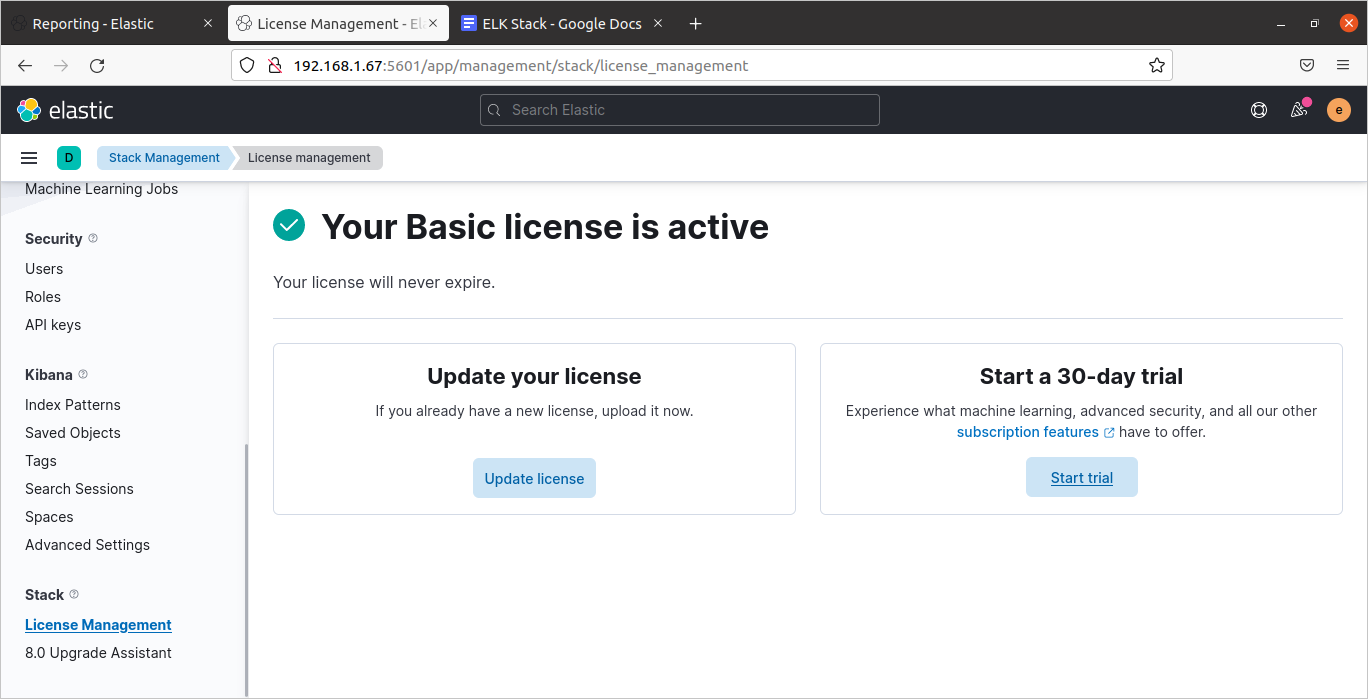 Reporting - Elastic
License Management - El
ELK Stack - Google Docs
192.168.1.67:5601/app/management/stack/license_management
elastic
Search Elastic
e
D
Stack Management
License management
Machine Learning Jobs
Security
Users
Roles
API keys
Kibana
Index Patterns
Saved Objects
Tags
Search Sessions
Spaces
Advanced Settings
Stack
License Management
8.0 Upgrade Assistant
Your Basic license is active
Your license will never expire.
Update your license
If you already have a new license, upload it now.
Update license
Start a 30-day trial
Experience what machine learning, advanced security, and all our other
subscription features have to offer.
Start trial